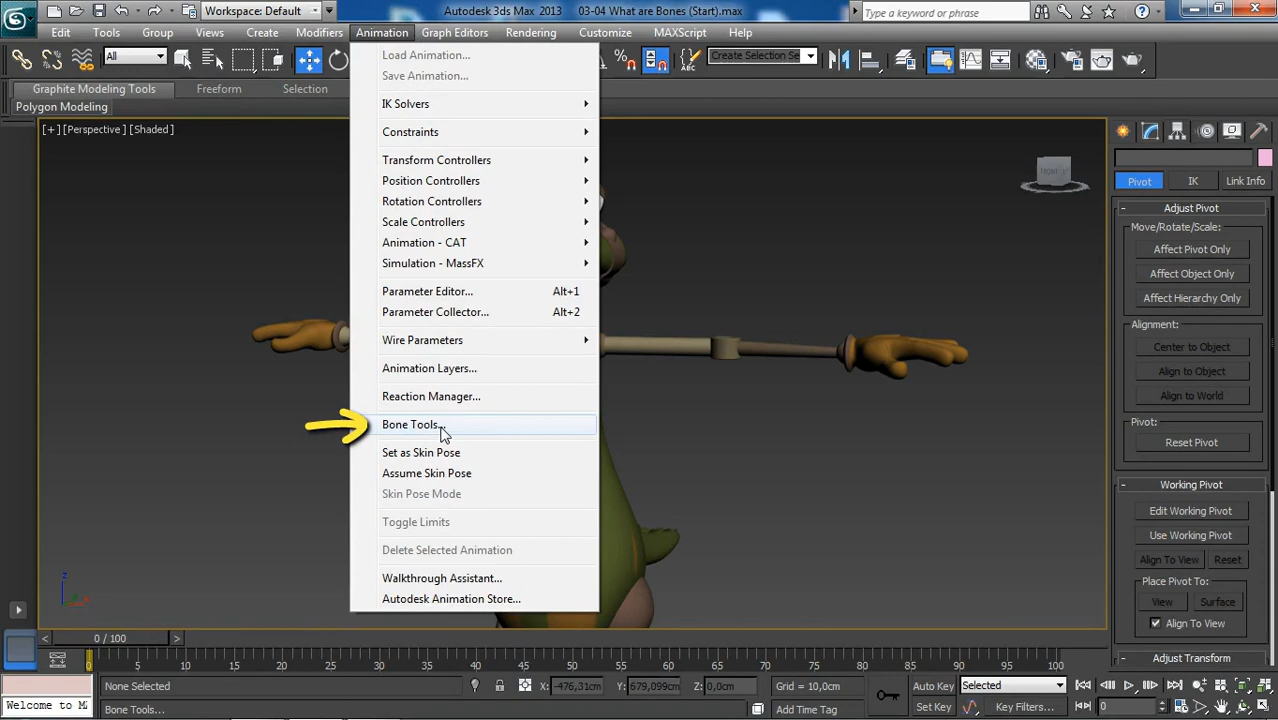 Workspace: Default
Autodesk 3ds Max 2013    03-04 What are Bones (Start).max
Type a keyword or phrase
Edit Tools Group Views Create Modifiers Animation Graph Editors Rendering Customize MAXScript Help
All
Create Selection Se
Graphite Modeling Tools Freeform Selection
Polygon Modeling
[+] [Perspective] [Shaded]
Load Animation...
Save Animation...
IK Solvers
Constraints
Transform Controllers
Position Controllers
Rotation Controllers
Scale Controllers
Animation - CAT
Simulation - MassFX
Parameter Editor... Alt+1
Parameter Collector... Alt+2
Wire Parameters
Animation Layers...
Reaction Manager...
Bone Tools...
Set as Skin Pose
Assume Skin Pose
Skin Pose Mode
Toggle Limits
Delete Selected Animation
Walkthrough Assistant...
Autodesk Animation Store...
FRONT
z
Pivot IK Link Info
- Adjust Pivot
Move/Rotate/Scale:
Affect Pivot Only
Affect Object Only
Affect Hierarchy Only
Alignment:
Center to Object
Align to Object
Align to World
Pivot:
Reset Pivot
- Working Pivot
Edit Working Pivot
Use Working Pivot
Align To View Reset
Place Pivot To:
View Surface
Align To View
- Adjust Transform
< 0 / 100 >
0 5 10 15 20 25 30 35 40 45 50 55 60 65 70 75 80 85 90 95 100
None Selected X: -476,31cm Y: 679,099cm Z: 0,0cm Grid = 10,0cm Auto Key Selected
Welcome to M
Bone Tools... Add Time Tag Set Key Key Filters... 0